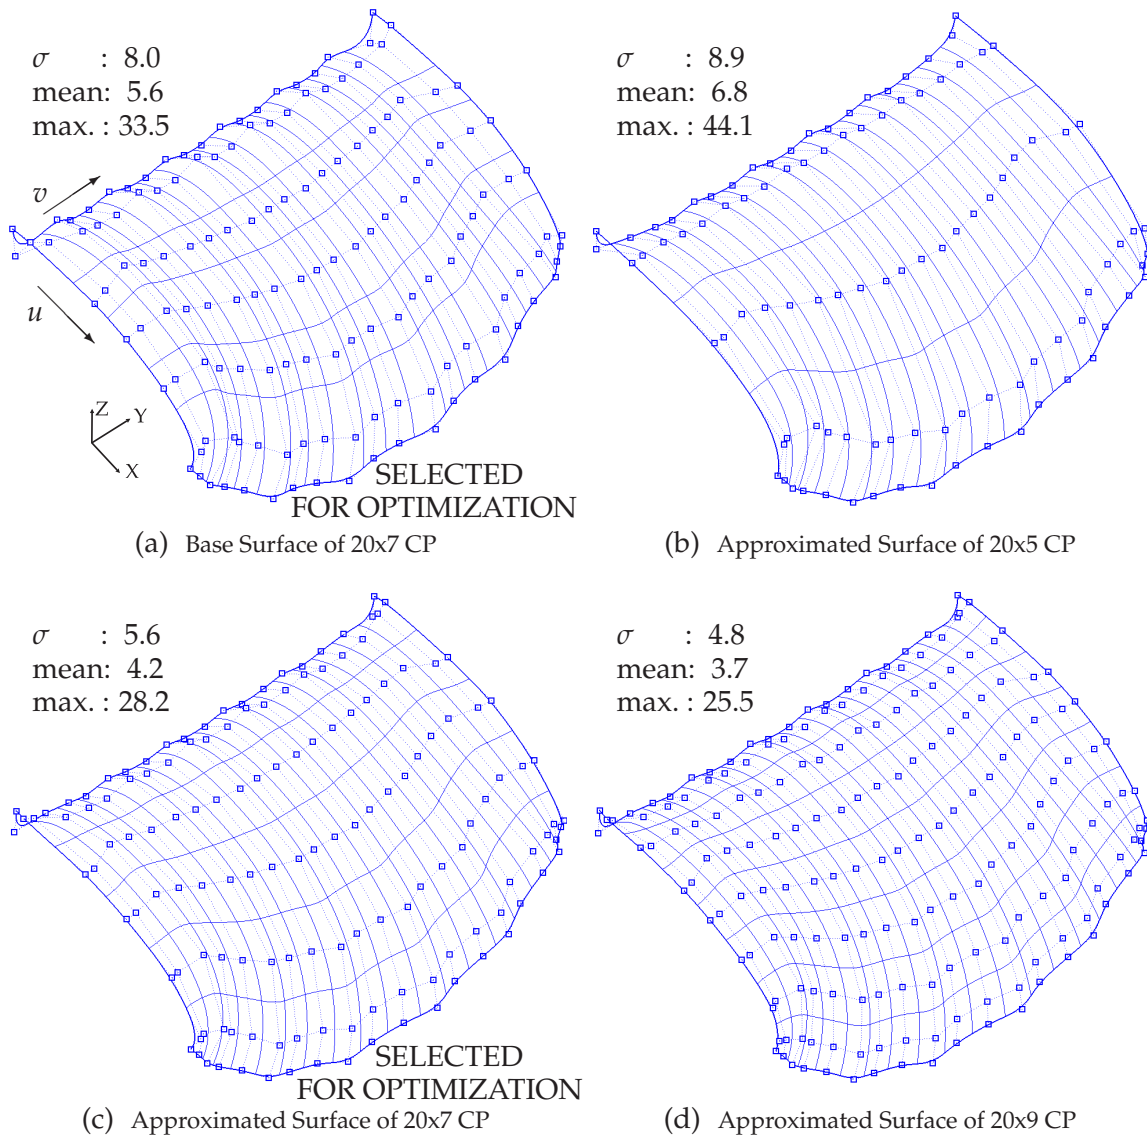 σ : 8.0
mean: 5.6
max. : 33.5
v
u
Z
Y
X
SELECTED
FOR OPTIMIZATION
(a) Base Surface of 20x7 CP
σ : 8.9
mean: 6.8
max. : 44.1
(b) Approximated Surface of 20x5 CP
σ : 5.6
mean: 4.2
max. : 28.2
SELECTED
FOR OPTIMIZATION
(c) Approximated Surface of 20x7 CP
σ : 4.8
mean: 3.7
max. : 25.5
(d) Approximated Surface of 20x9 CP